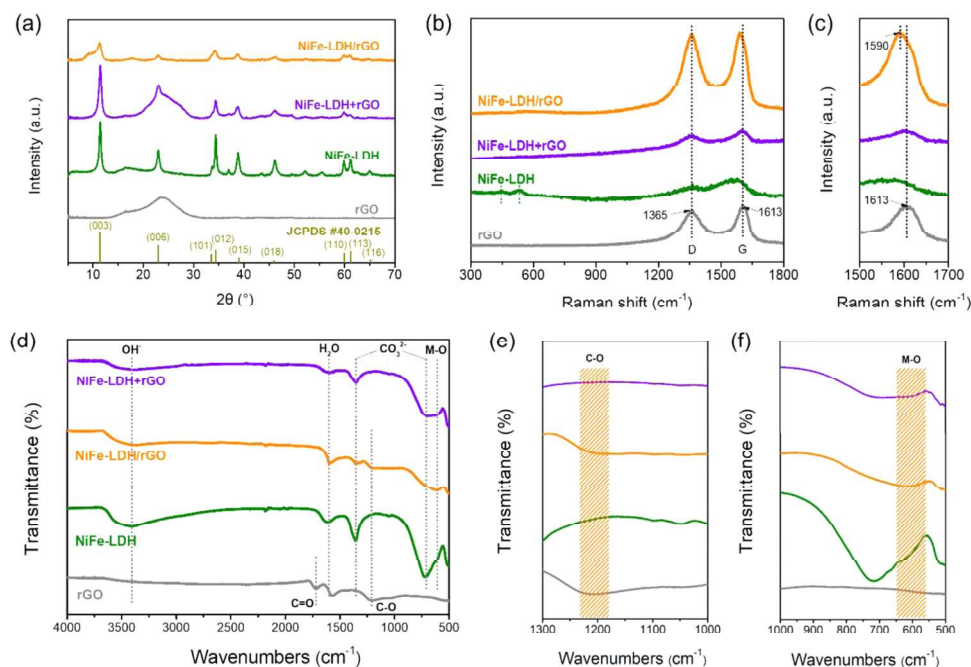 (a)
NiFe-LDH/rGO
NiFe-LDH+rGO
NiFe-LDH
rGO
JCPDS #40-0215
(003)
(006)
(101)
(012)
(015)
(018)
(110)
(113)
(116)
10 20 30 40 50 60 70
2θ (°)
Intensity (a.u.)
(b)
NiFe-LDH/rGO
NiFe-LDH+rGO
NiFe-LDH
1365
1613
rGO
D
G
300 600 900 1200 1500 1800
Raman shift (cm-1)
Intensity (a.u.)
(c)
1590
1613
1500 1600 1700
Raman shift (cm-1)
Intensity (a.u.)
(d)
OH-
H2O
CO32-
M-O
NiFe-LDH+rGO
NiFe-LDH/rGO
NiFe-LDH
rGO
C=O
C-O
4000 3500 3000 2500 2000 1500 1000 500
Wavenumbers (cm-1)
Transmittance (%)
(e)
C-O
1300 1200 1100 1000
Wavenumbers (cm-1)
Transmittance (%)
(f)
M-O
1000 900 800 700 600 500
Wavenumbers (cm-1)
Transmittance (%)